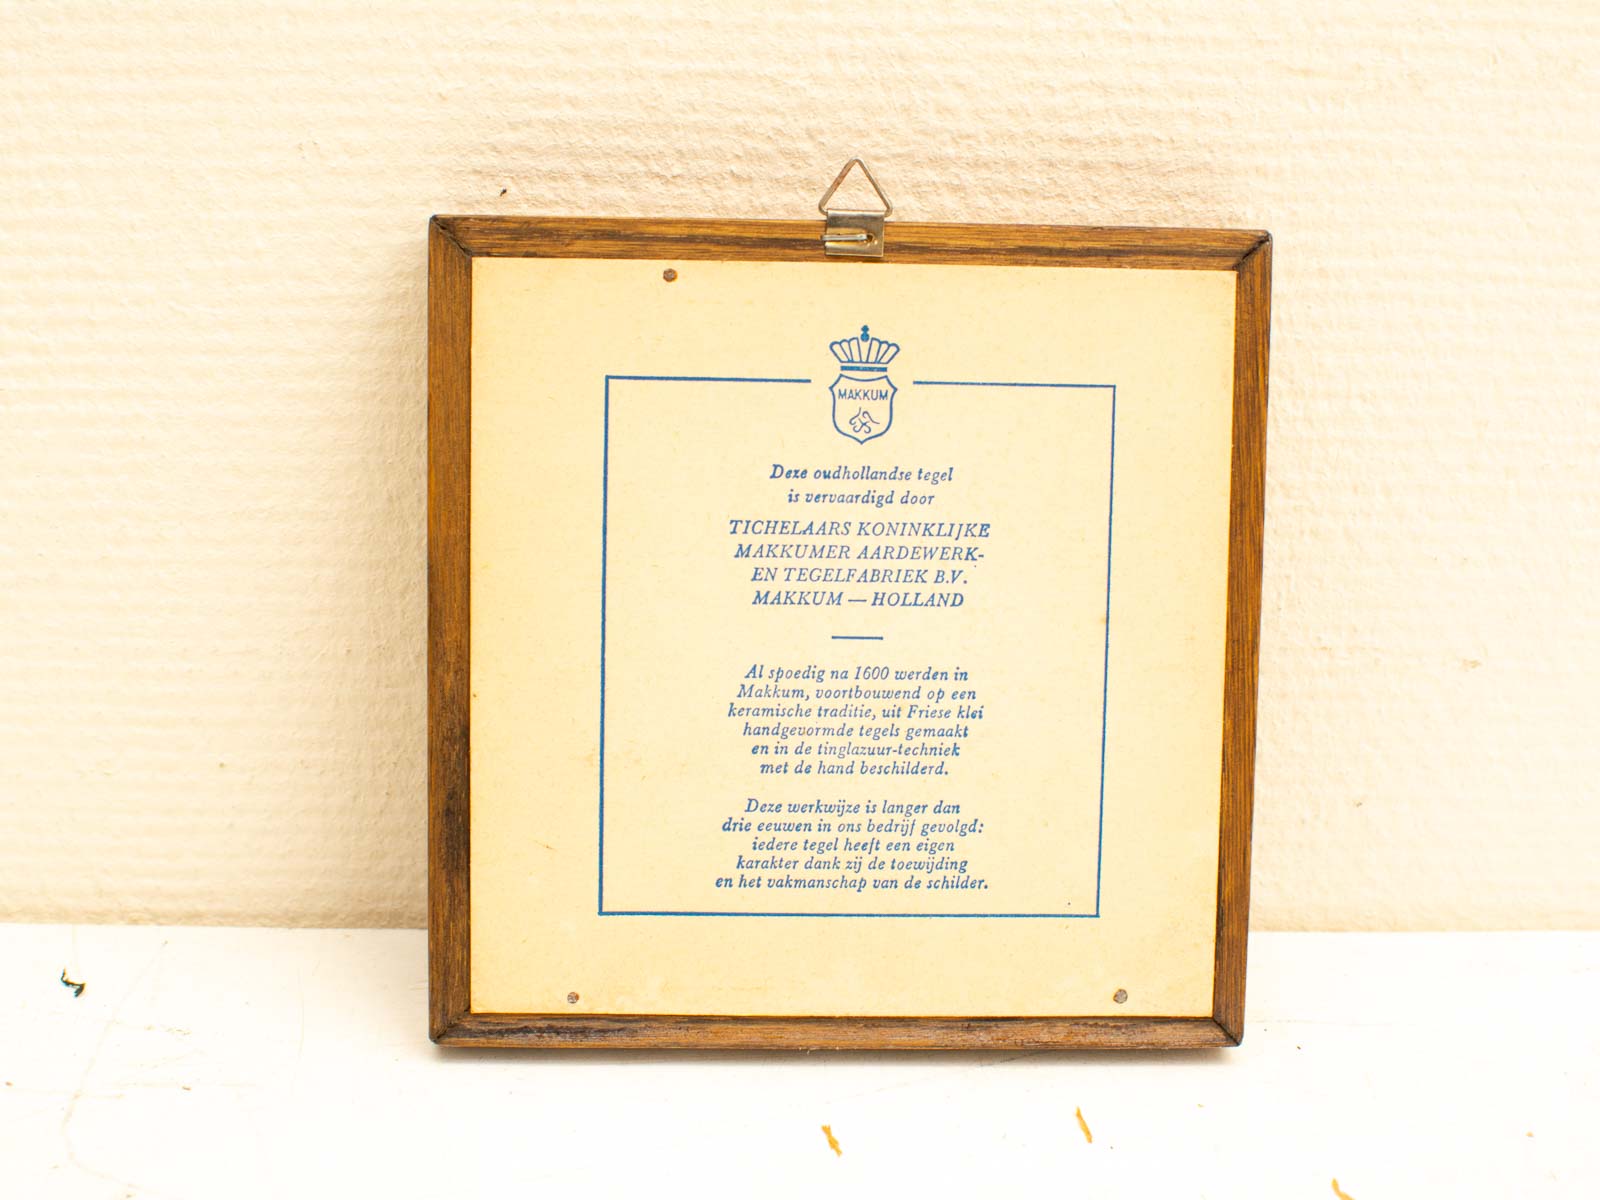 MAKKUM
Deze oudhollandse tegel
is vervaardigd door
TICHELAARS KONINKLIJKE
MAKKUMER AARDEWERK-
EN TEGELFABRIEK B.V.
MAKKUM — HOLLAND
Al spoedig na 1600 werden in
Makkum, voortbouwend op een
keramische traditie, uit Friese klei
handgevormde tegels gemaakt
en in de tinglazuur-techniek
met de hand beschilderd.
Deze werkwijze is langer dan
drie eeuwen in ons bedrijf gevolgd:
iedere tegel heeft een eigen
karakter dank zij de toewijding
en het vakmanschap van de schilder.